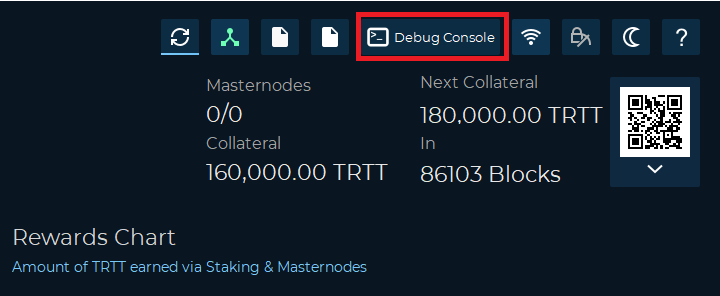 Debug Console
?
Masternodes
0/0
Collateral
160,000.00 TRTT
Next Collateral
180,000.00 TRTT
In
86103 Blocks
Rewards Chart
Amount of TRTT earned via Staking & Masternodes